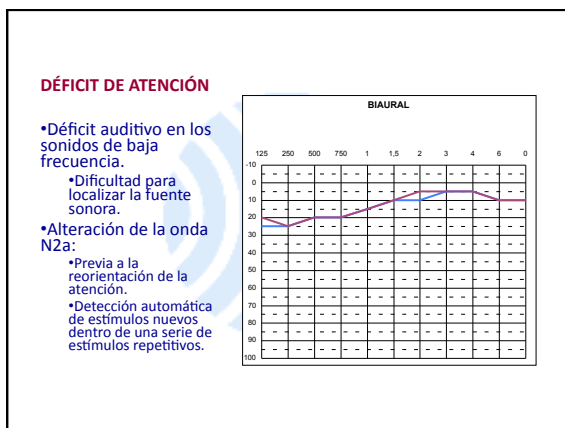 DÉFICIT DE ATENCIÓN
•Déficit auditivo en los
sonidos de baja
frecuencia.
•Dificultad para
localizar la fuente
sonora.
•Alteración de la onda
N2a:
•Previa a la
reorientación de la
atención.
•Detección automática
de estímulos nuevos
dentro de una serie de
estímulos repetitivos.
BIAURAL
125 250 500 750 1 1,5 2 3 4 6 0
-10
0
10
20
30
40
50
60
70
80
90
100